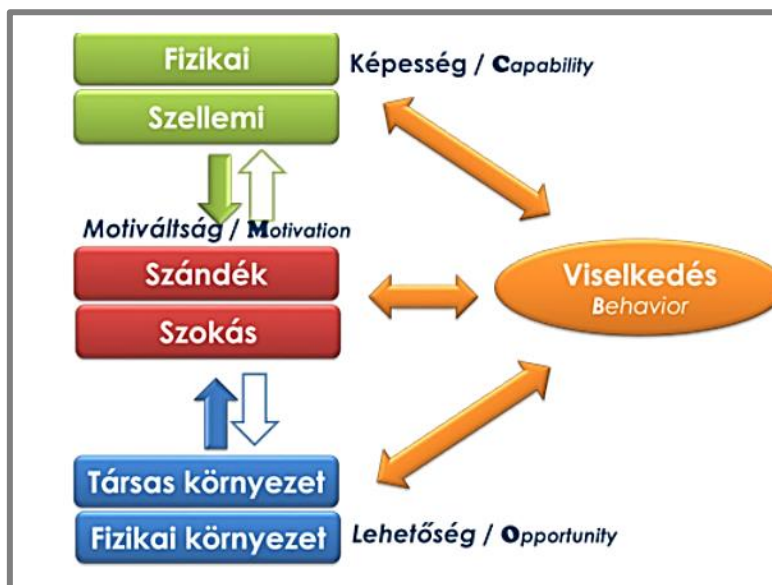 Fizikai
Képesség / Capability
Szellemi
Motiváltság / Motivation
Szándék
Szokás
Viselkedés
Behavior
Társas környezet
Fizikai környezet
Lehetőség / Opportunity